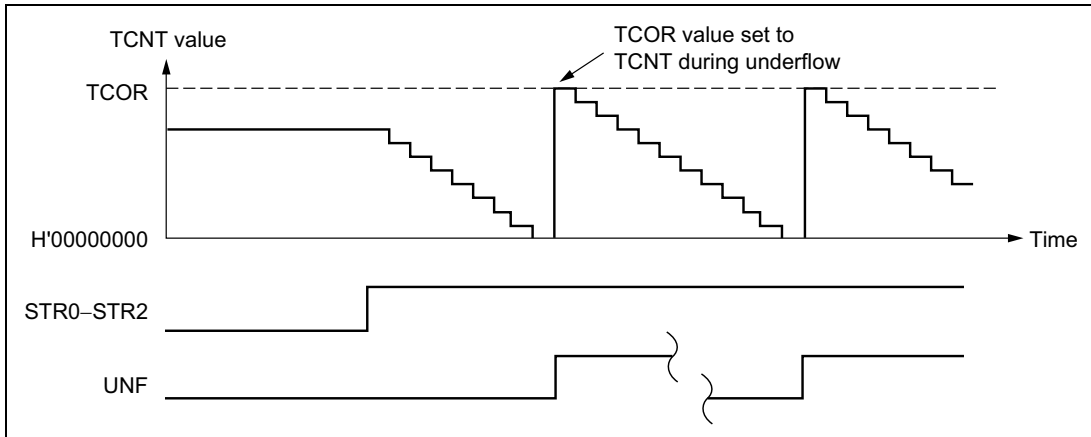 TCNT value
TCOR value set to
TCNT during underflow
TCOR
H'00000000
Time
STR0–STR2
UNF